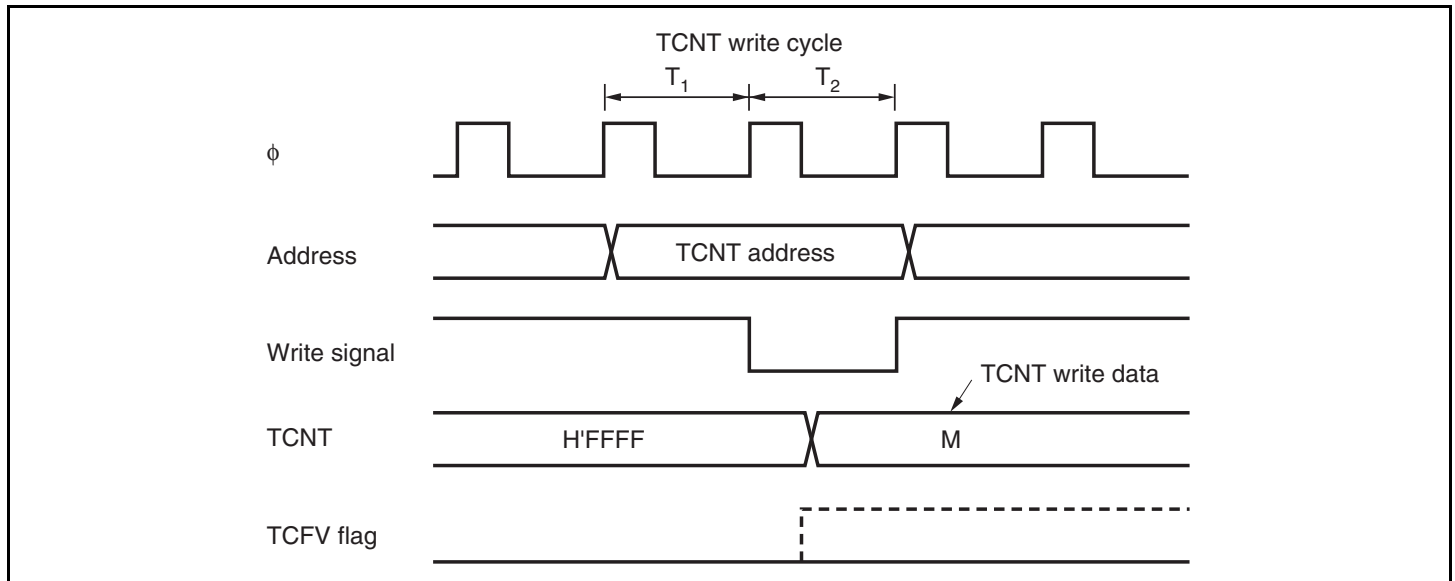 TCNT write cycle
T1 T2
ϕ
Address TCNT address
Write signal
TCNT write data
TCNT H'FFFF M
TCFV flag